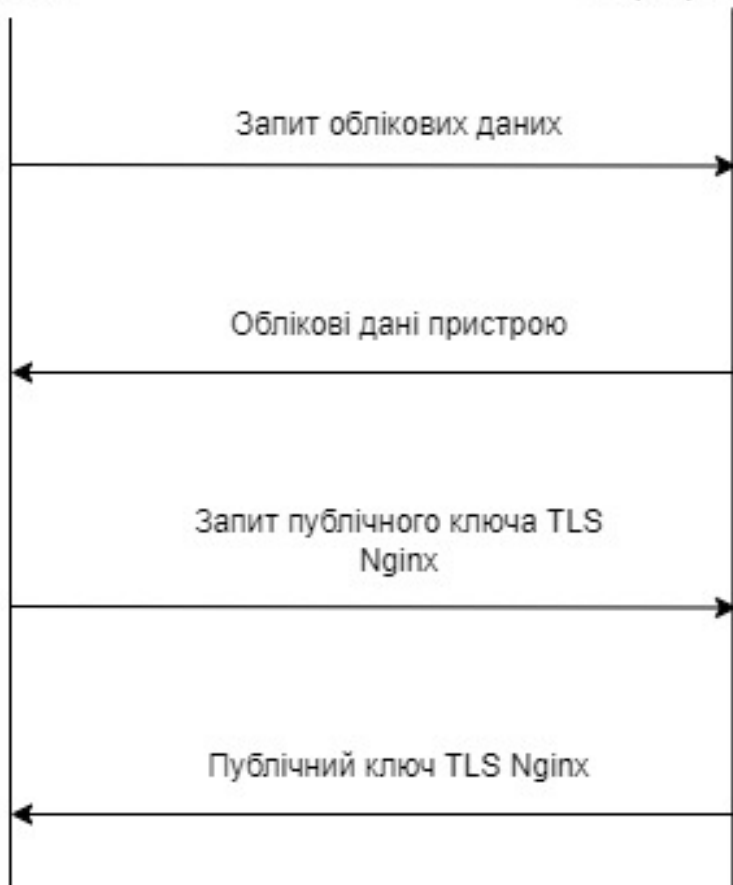 Запит облікових даних
Облікові дані пристрою
Запит публічного ключа TLS
Nginx
Публічний ключ TLS Nginx